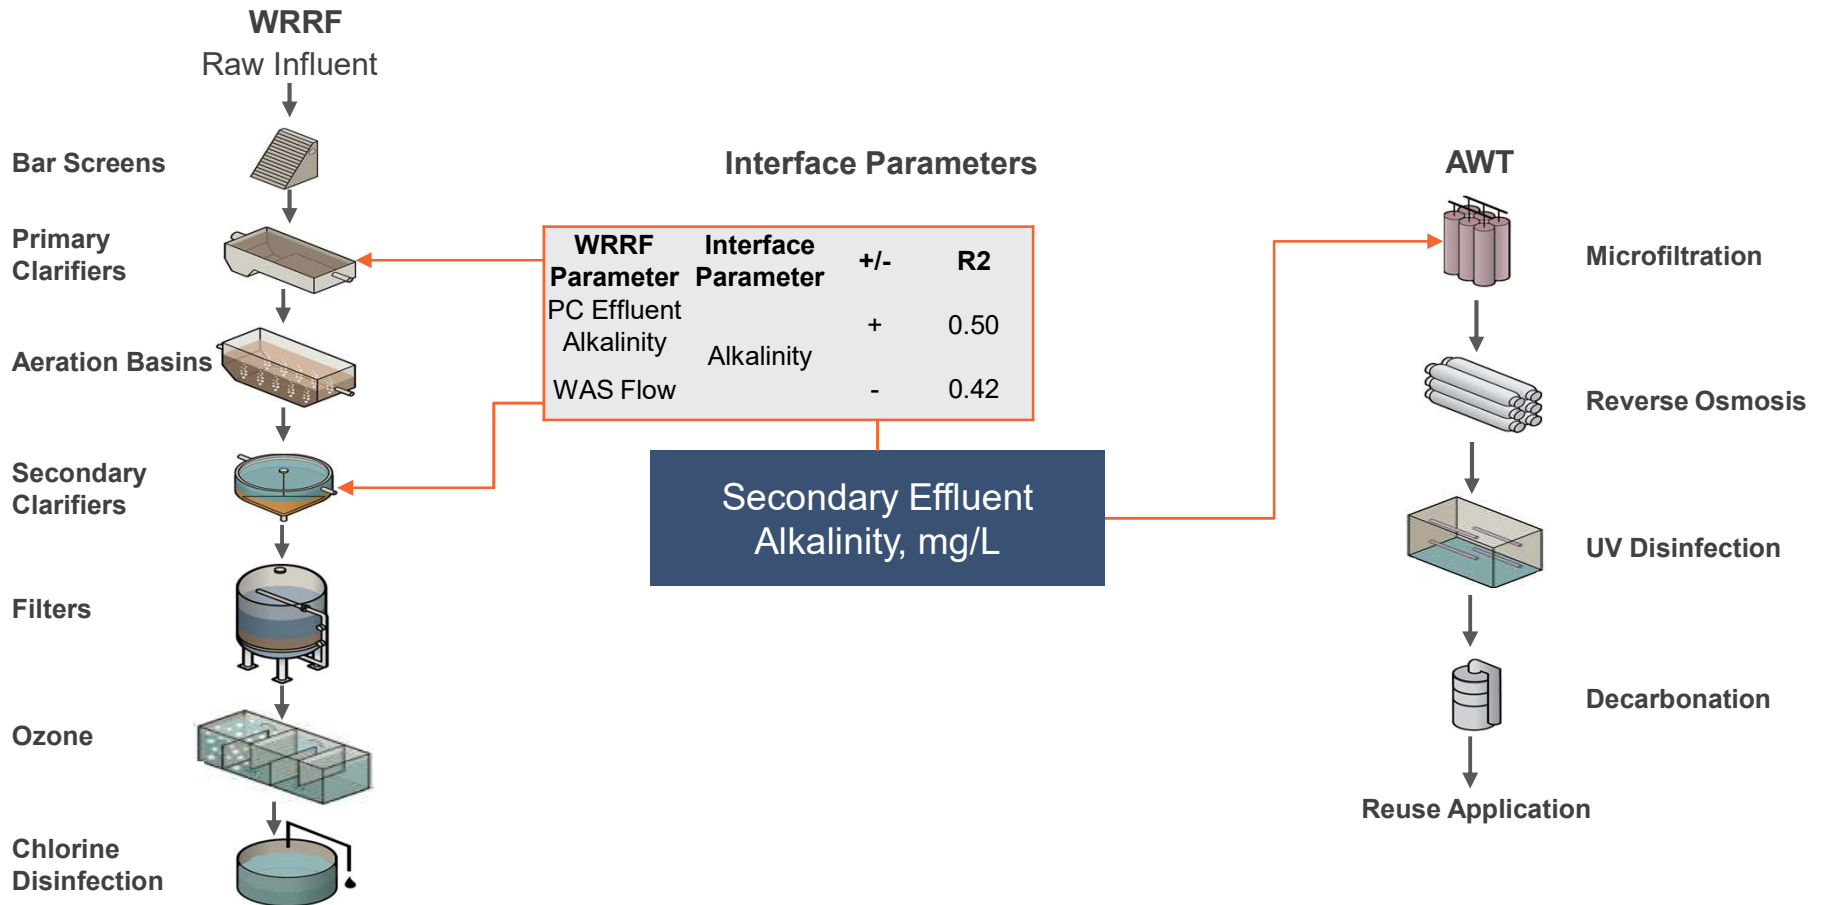 WRRF
Raw Influent
Bar Screens
Primary
Clarifiers
Aeration Basins
Secondary
Clarifiers
Filters
Ozone
Chlorine
Disinfection
Interface Parameters
WRRF
Parameter
Interface
Parameter
+/-
R2
PC Effluent
Alkalinity
Alkalinity
+
0.50
WAS Flow
-
0.42
Secondary Effluent
Alkalinity, mg/L
AWT
Microfiltration
Reverse Osmosis
UV Disinfection
Decarbonation
Reuse Application